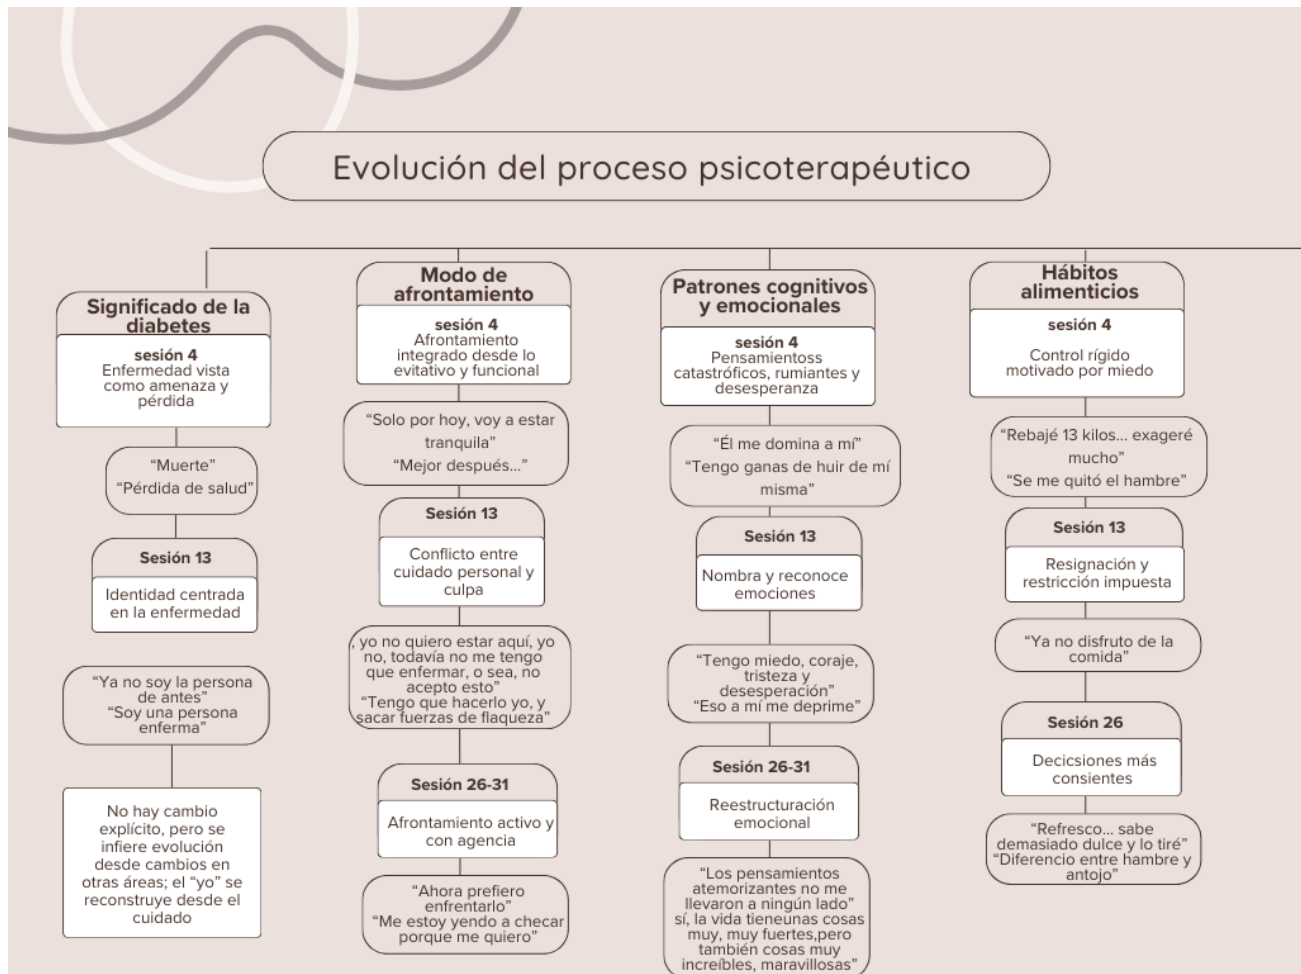 Evolución del proceso psicoterapéutico
Significado de la
diabetes
sesión 4
Enfermedad vista
como amenaza y
pérdida
“Muerte”
“Pérdida de salud”
Sesión 13
Identidad centrada
en la enfermedad
“Ya no soy la persona
de antes”
“Soy una persona
enferma”
No hay cambio
explícito, pero se
infiere evolución
desde cambios en
otras áreas; el “yo” se
reconstruye desde el
cuidado
Modo de
afrontamiento
sesión 4
Afrontamiento
integrado desde lo
evitativo y funcional
“Solo por hoy, voy a estar
tranquila”
“Mejor después...”
Sesión 13
Conflicto entre
cuidado personal y
culpa
, yo no quiero estar aquí, yo
no, todavía no me tengo
que enfermar, o sea, no
acepto esto”
“Tengo que hacerlo yo, y
sacar fuerzas de flaqueza”
Sesión 26-31
Afrontamiento activo y
con agencia
“Ahora prefiero
enfrentarlo”
“Me estoy yendo a checar
porque me quiero”
Patrones cognitivos
y emocionales
sesión 4
Pensamientoss
catastróficos, rumiantes y
desesperanza
“Él me domina a mí”
“Tengo ganas de huir de mí
misma”
Sesión 13
Nombra y reconoce
emociones
“Tengo miedo, coraje,
tristeza y
desesperación”
“Eso a mí me deprime”
Sesión 26-31
Reestructuración
emocional
“Los pensamientos
atemorizantes no me
llevaron a ningún lado”
sí, la vida tieneunas cosas
muy, muy fuertes,pero
también cosas muy
increíbles, maravillosas”
Hábitos
alimenticios
sesión 4
Control rígido
motivado por miedo
“Rebajé 13 kilos... exageré
mucho”
“Se me quitó el hambre”
Sesión 13
Resignación y
restricción impuesta
“Ya no disfruto de la
comida”
Sesión 26
Decicsiones más
consientes
“Refresco... sabe
demasiado dulce y lo tiré”
“Diferencio entre hambre y
antojo”